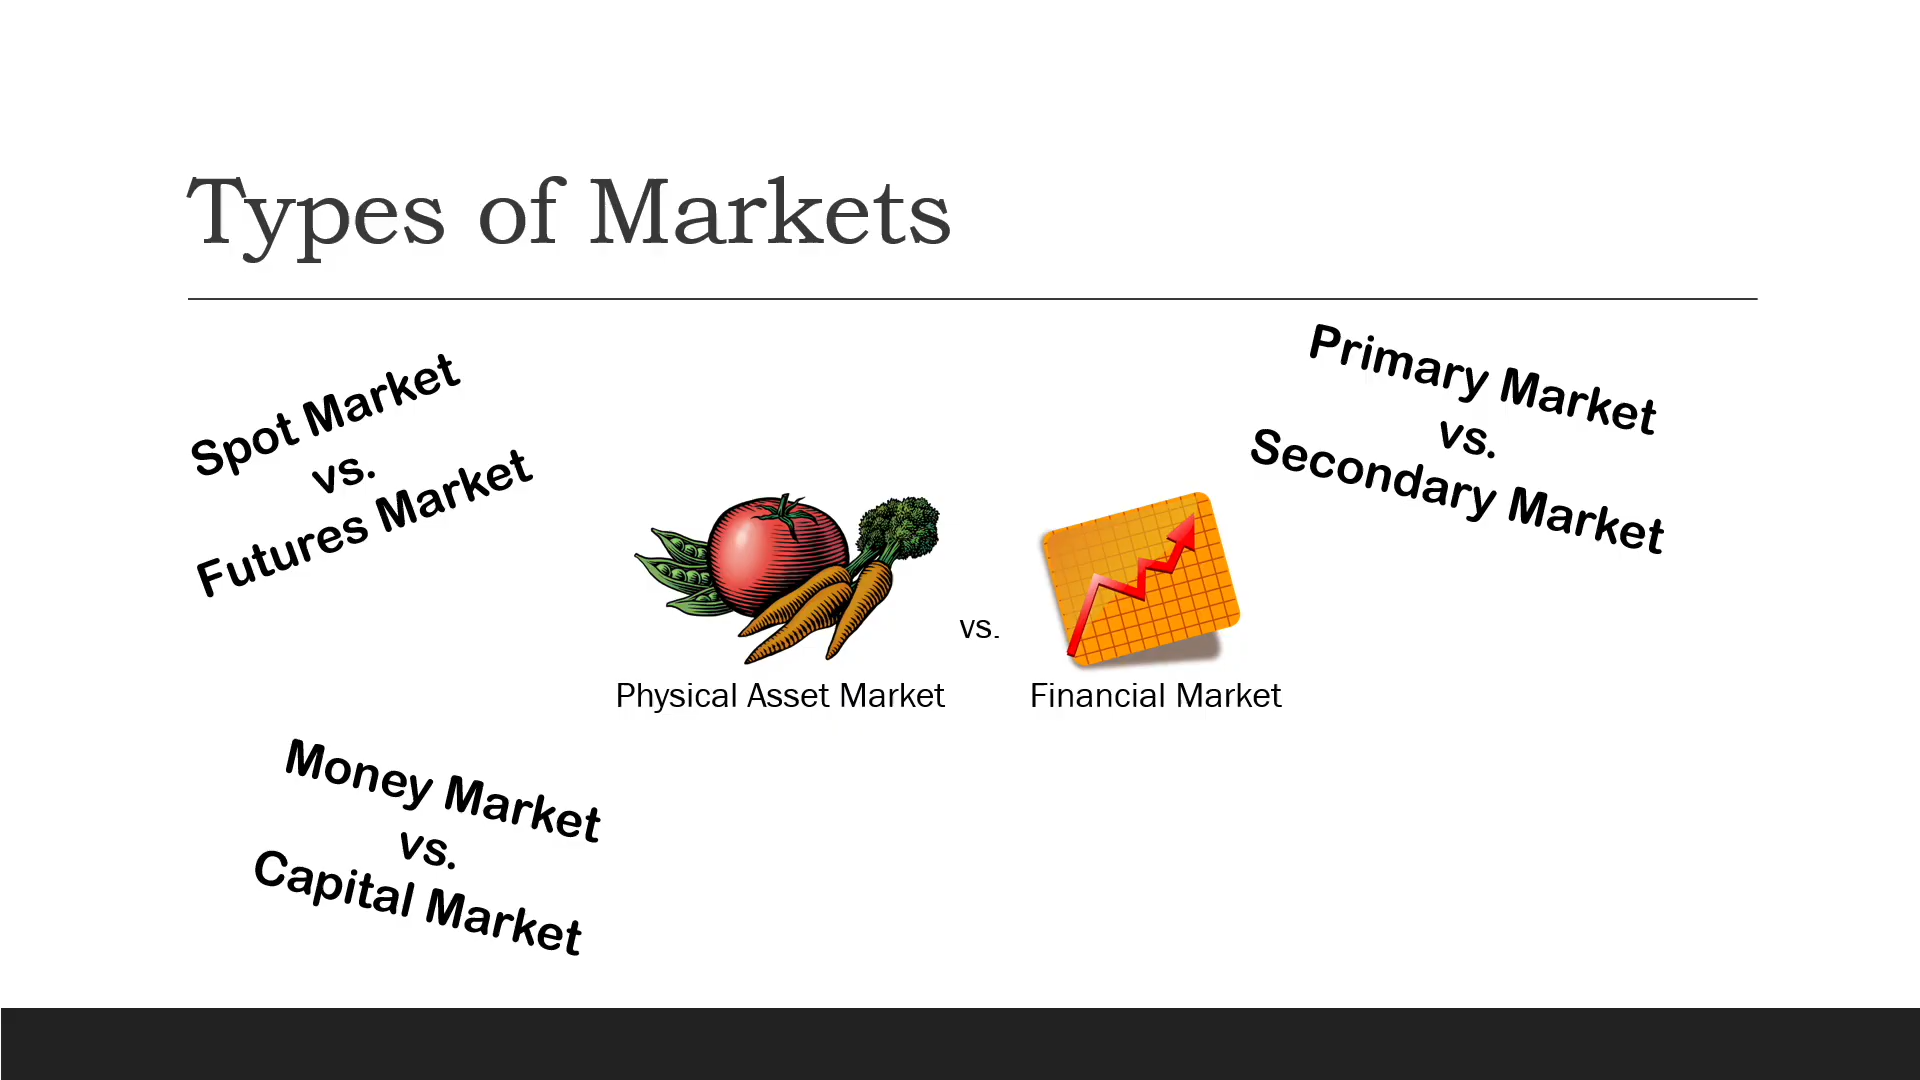 Types of Markets
Spot Market
vs.
Futures Market
Primary Market
vs.
Secondary Market
vs.
Physical Asset Market
Financial Market
Money Market
vs.
Capital Market